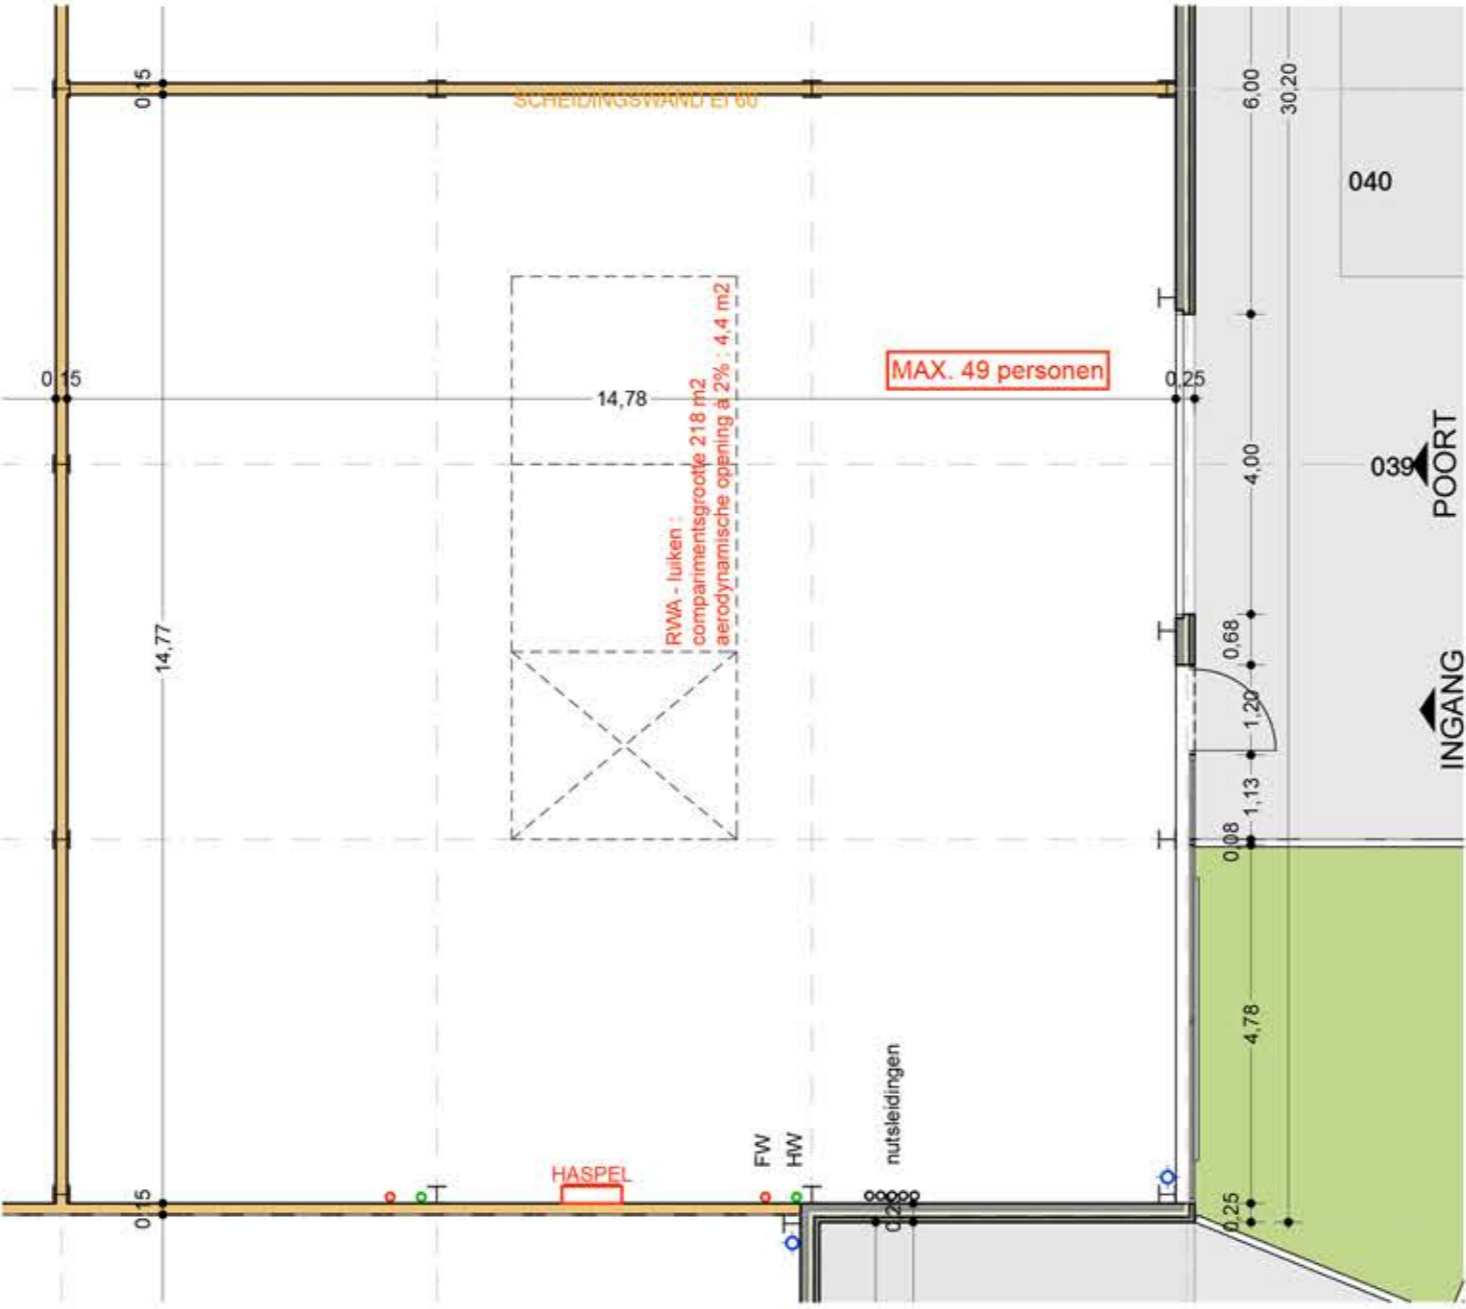 0,15
SCHEIDINGSWAND EI 60
6,00
30,20
040
0,15
14,78
MAX. 49 personen
0,25
RWA - luiken :
comparimentsgrootte 218 m2
aerodynamische opening à 2% : 4,4 m2
4,00
039
POORT
14,77
0,68
1,20
INGANG
1,13
0,08
4,78
nutsleidingen
FW
HW
HASPEL
0,15
0,25